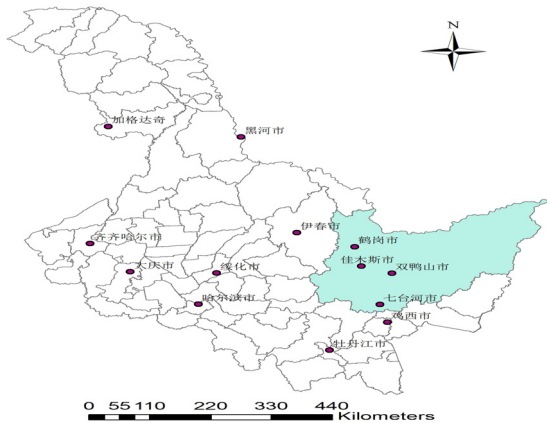 N
加格达奇
黑河市
伊春市
齐齐哈尔市
鹤岗市
佳木斯市
大庆市
绥化市
双鸭山市
哈尔滨市
七台河市
鸡西市
牡丹江市
0 55 110 220 330 440
Kilometers